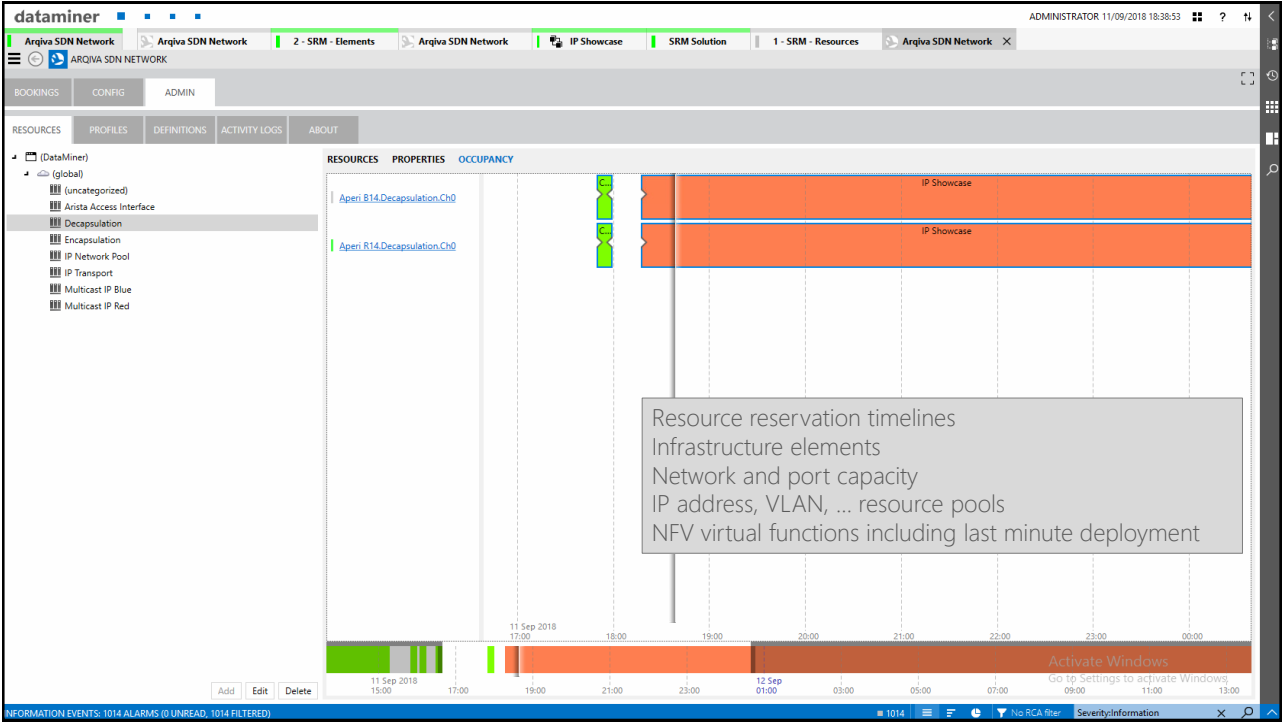 dataminer
ADMINISTRATOR 11/09/2018 18:38:53
?
Arqiva SDN Network
Arqiva SDN Network
2 - SRM - Elements
Arqiva SDN Network
IP Showcase
SRM Solution
1 - SRM - Resources
Arqiva SDN Network
ARQIVA SDN NETWORK
BOOKINGS
CONFIG
ADMIN
RESOURCES
PROFILES
DEFINITIONS
ACTIVITY LOGS
ABOUT
(DataMiner)
(global)
(uncategorized)
Arista Access Interface
Decapsulation
Encapsulation
IP Network Pool
IP Transport
Multicast IP Blue
Multicast IP Red
RESOURCES PROPERTIES OCCUPANCY
Aperi B14.Decapsulation.Ch0
C...
IP Showcase
Aperi R14.Decapsulation.Ch0
C...
IP Showcase
Resource reservation timelines
Infrastructure elements
Network and port capacity
IP address, VLAN, ... resource pools
NFV virtual functions including last minute deployment
11 Sep 2018
17:00 18:00 19:00 20:00 21:00 22:00 23:00 00:00
11 Sep 2018 12 Sep
15:00 17:00 19:00 21:00 23:00 01:00 03:00 05:00 07:00 09:00 11:00 13:00
Activate Windows
Go to Settings to activate Windows.
Add Edit Delete
INFORMATION EVENTS: 1014 ALARMS (0 UNREAD, 1014 FILTERED)
1014
No RCA filter
Severity:Information